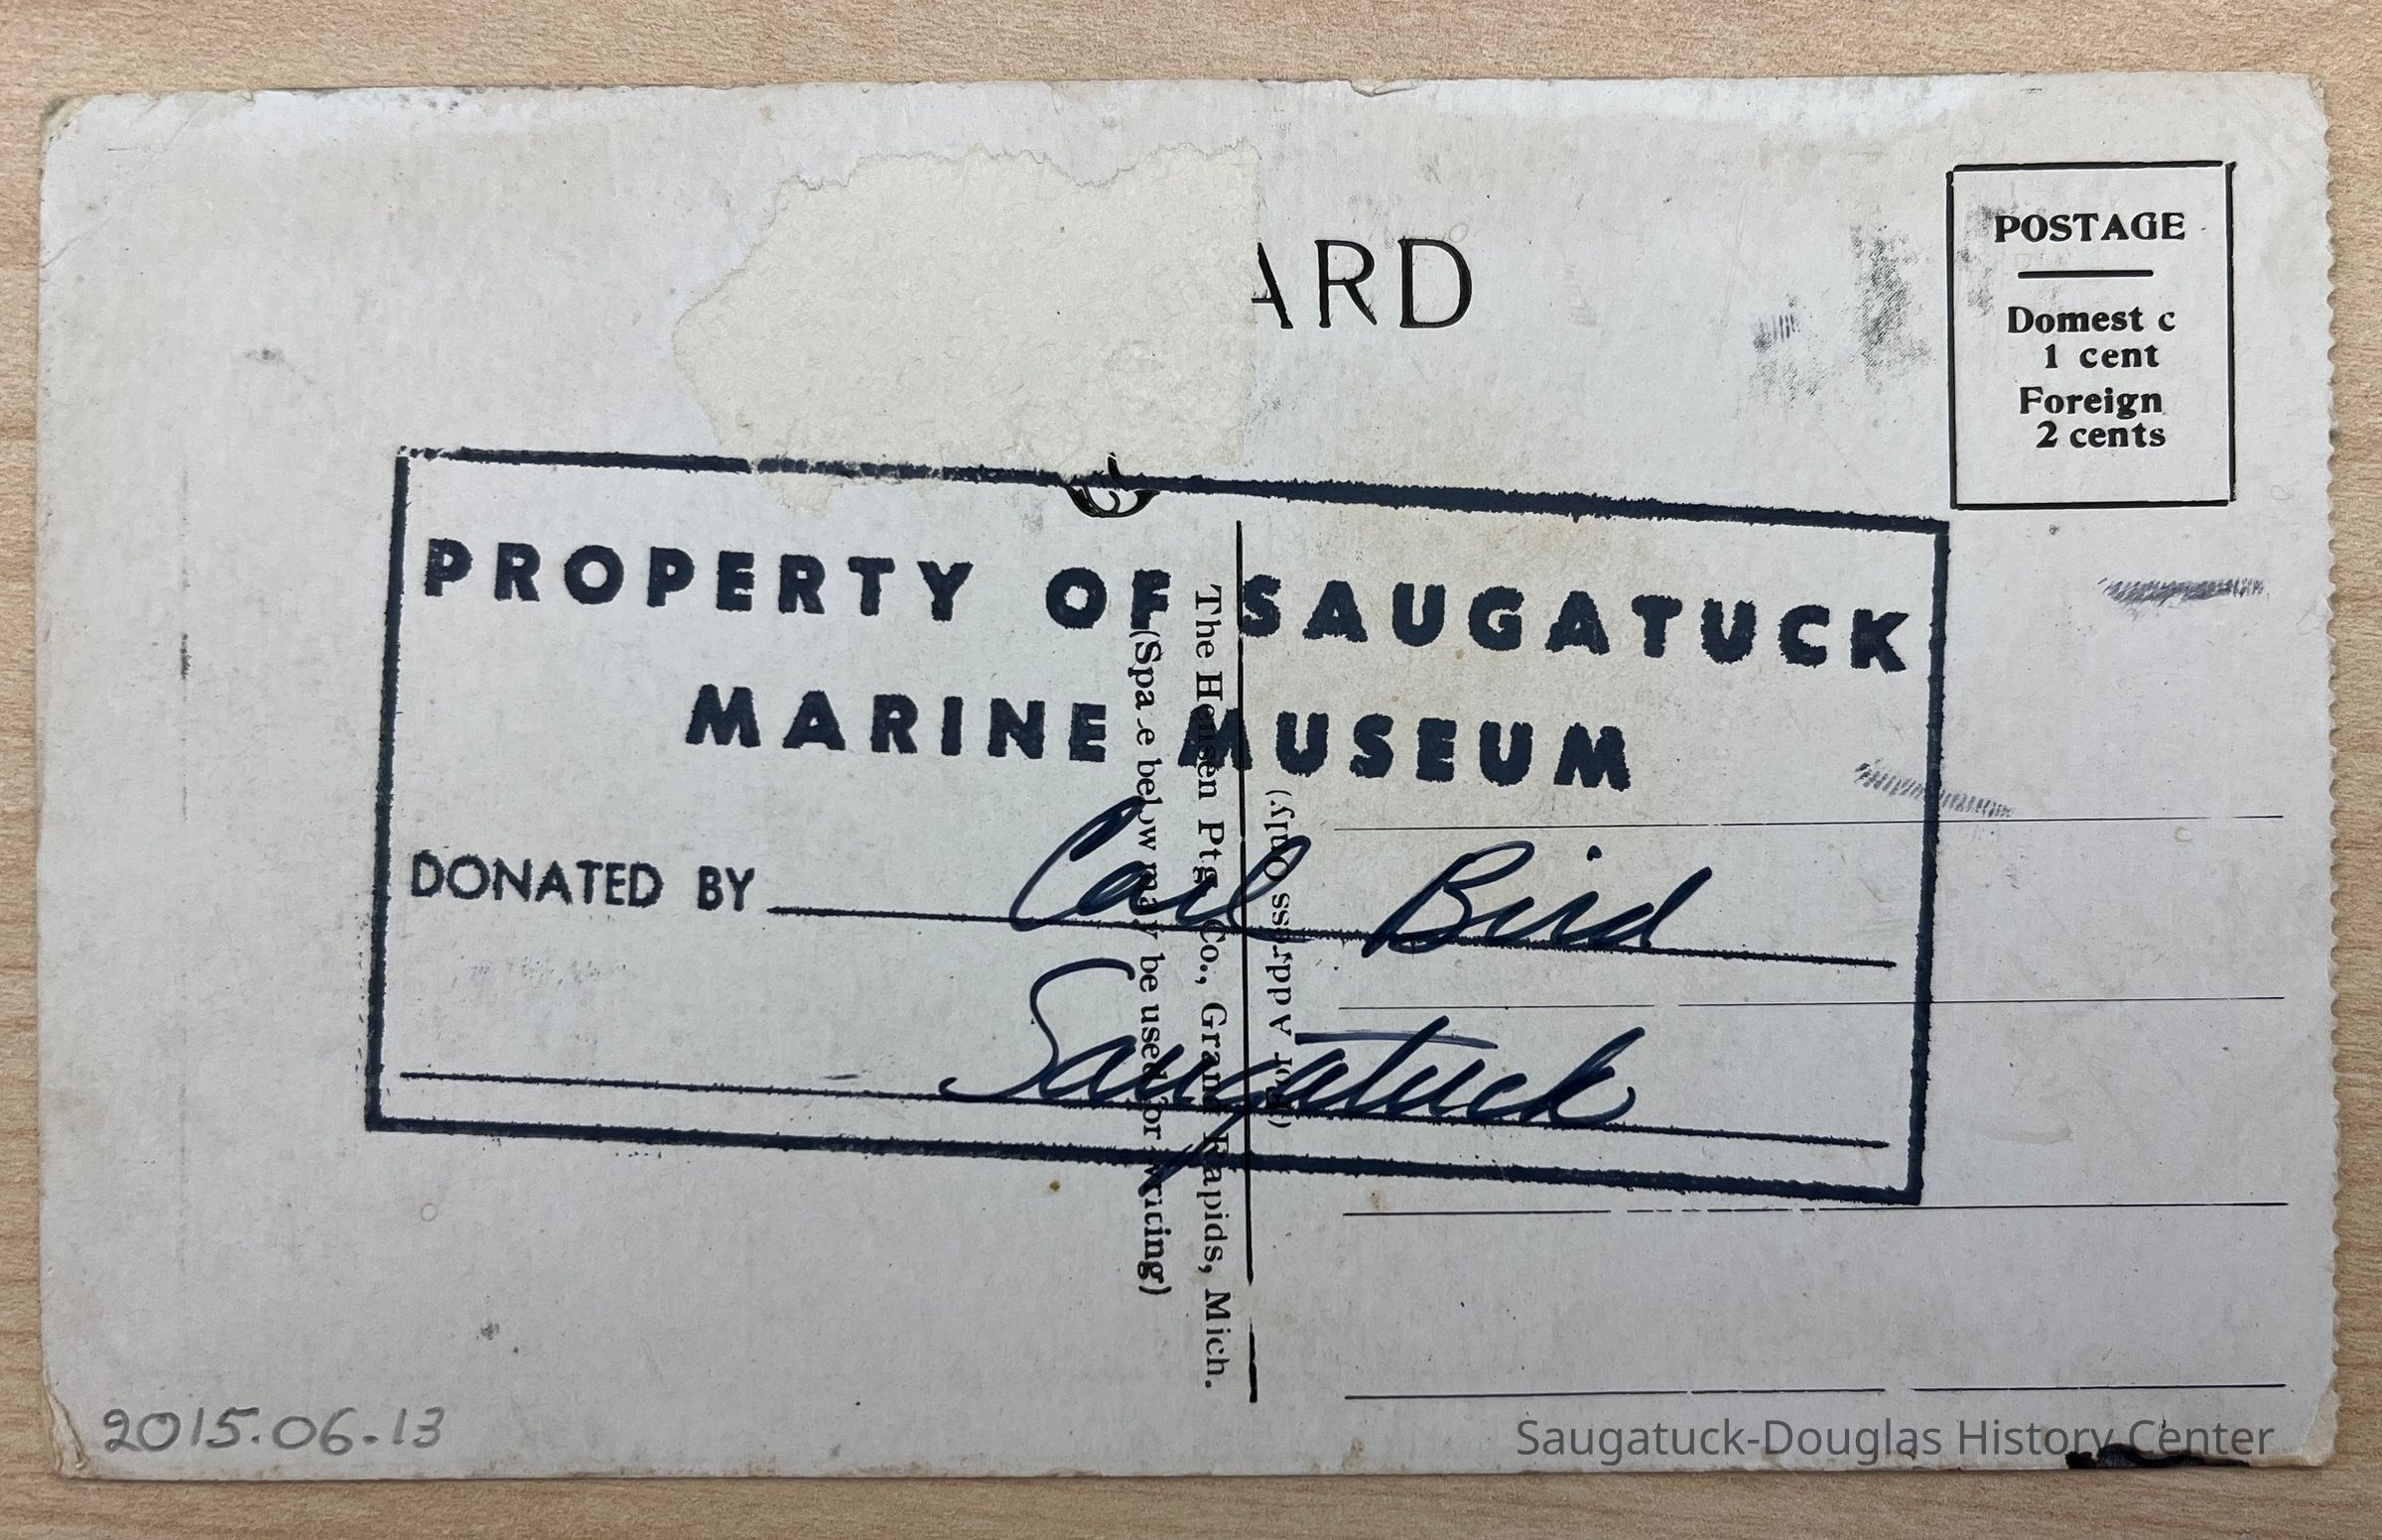 ARD
POSTAGE
Domest c
1 cent
Foreign
2 cents
PROPERTY OF SAUGATUCK
MARINE MUSEUM
DONATED BY Carl Bird
Saugatuck
(Spa e below may be used for writing)
The Hensen Ptg. Co., Grand Rapids, Mich.
(For Address Only)
2015.06.13
Saugatuck-Douglas History Center